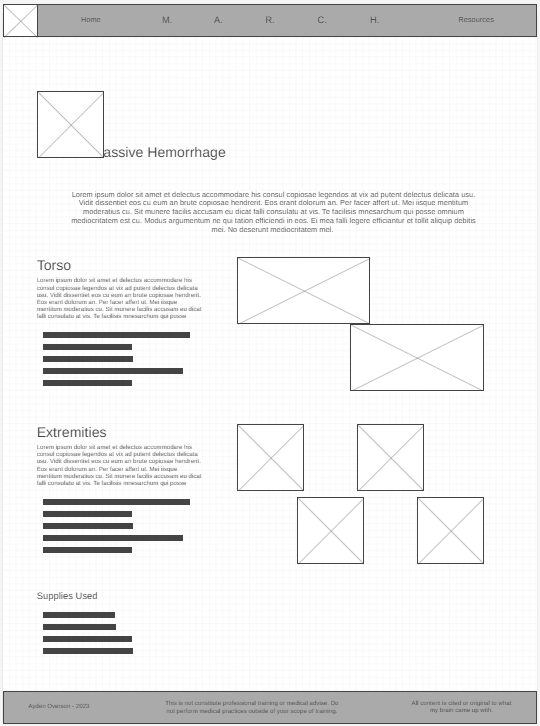 Home M. A. R. C. H. Resources
assive Hemorrhage
Lorem ipsum dolor sit amet et delectus accommodare his consul copiosae legendos at vix ad putent delectus delicata usu.
Vidit dissentiet eos cu eum an brute copiosae hendrerit. Eos erant dolorum an. Per facer affert ut. Mei iisque mentitum
moderatius cu. Sit munere facilis accusam eu dicat falli consulatu at vis. Te facilisis mnesarchum qui posse omnium
mediocritatem est cu. Modus argumentum ne qui tation efficiendi in eos. Ei mea falli legere efficiantur et tollit aliquip debitis
mei. No deserunt mediocritatem mel.
Torso
Lorem ipsum dolor sit amet et delectus accommodare his
consul copiosae legendos at vix ad putent delectus delicata
usu. Vidit dissentiet eos cu eum an brute copiosae hendrerit.
Eos erant dolorum an. Per facer affert ut. Mei iisque
mentitum moderatius cu. Sit munere facilis accusam eu dicat
falli consulatu at vis. Te facilisis mnesarchum qui posse
Extremities
Lorem ipsum dolor sit amet et delectus accommodare his
consul copiosae legendos at vix ad putent delectus delicata
usu. Vidit dissentiet eos cu eum an brute copiosae hendrerit.
Eos erant dolorum an. Per facer affert ut. Mei iisque
mentitum moderatius cu. Sit munere facilis accusam eu dicat
falli consulatu at vis. Te facilisis mnesarchum qui posse
Supplies Used
Ayden Overson - 2023
This is not constitute professional training or medical advise. Do
not perform medical practices outside of your scope of training.
All content is cited or original to what
my brain came up with.